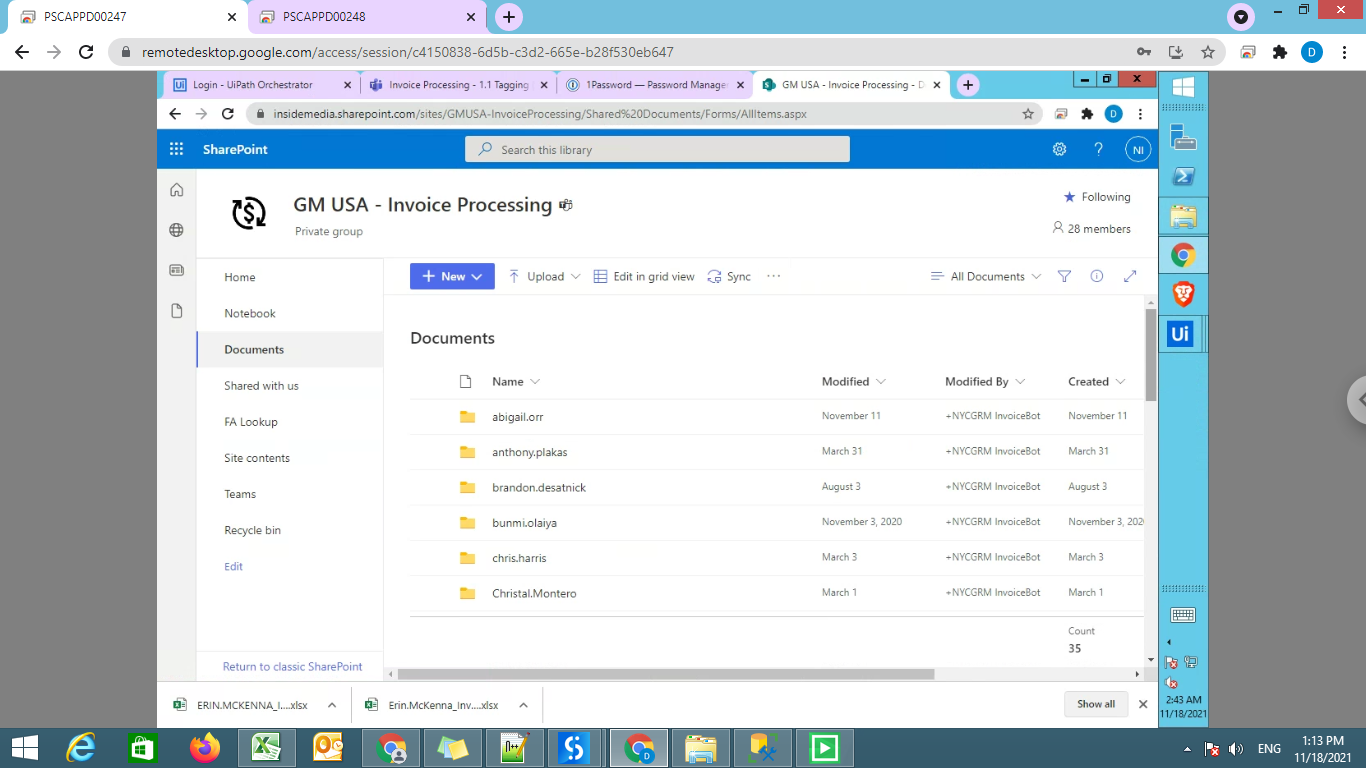 PSCAPPD00247
PSCAPPD00248
remotedesktop.google.com/access/session/c4150838-6d5b-c3d2-665e-b28f530eb647
D
Login - UiPath Orchestrator
Invoice Processing - 1.1 Tagging
1Password — Password Manage
GM USA - Invoice Processing - D
insidemedia.sharepoint.com/sites/GMUSA-InvoiceProcessing/Shared%20Documents/Forms/AllItems.aspx
D
SharePoint
Search this library
?
NI
GM USA - Invoice Processing
Private group
Following
28 members
Home
Notebook
Documents
Shared with us
FA Lookup
Site contents
Teams
Recycle bin
Edit
Return to classic SharePoint
+ New
Upload
Edit in grid view
Sync
...
All Documents
Documents
Name Modified Modified By Created
abigail.orr November 11 +NYCGRM InvoiceBot November 11
anthony.plakas March 31 +NYCGRM InvoiceBot March 31
brandon.desatnick August 3 +NYCGRM InvoiceBot August 3
bunmi.olaiya November 3, 2020 +NYCGRM InvoiceBot November 3, 202
chris.harris March 3 +NYCGRM InvoiceBot March 3
Christal.Montero March 1 +NYCGRM InvoiceBot March 1
Count
35
ERIN.MCKENNA_I....xlsx
Erin.McKenna_Inv....xlsx
Show all
Ui
2:43 AM
11/18/2021
ENG
1:13 PM
11/18/2021